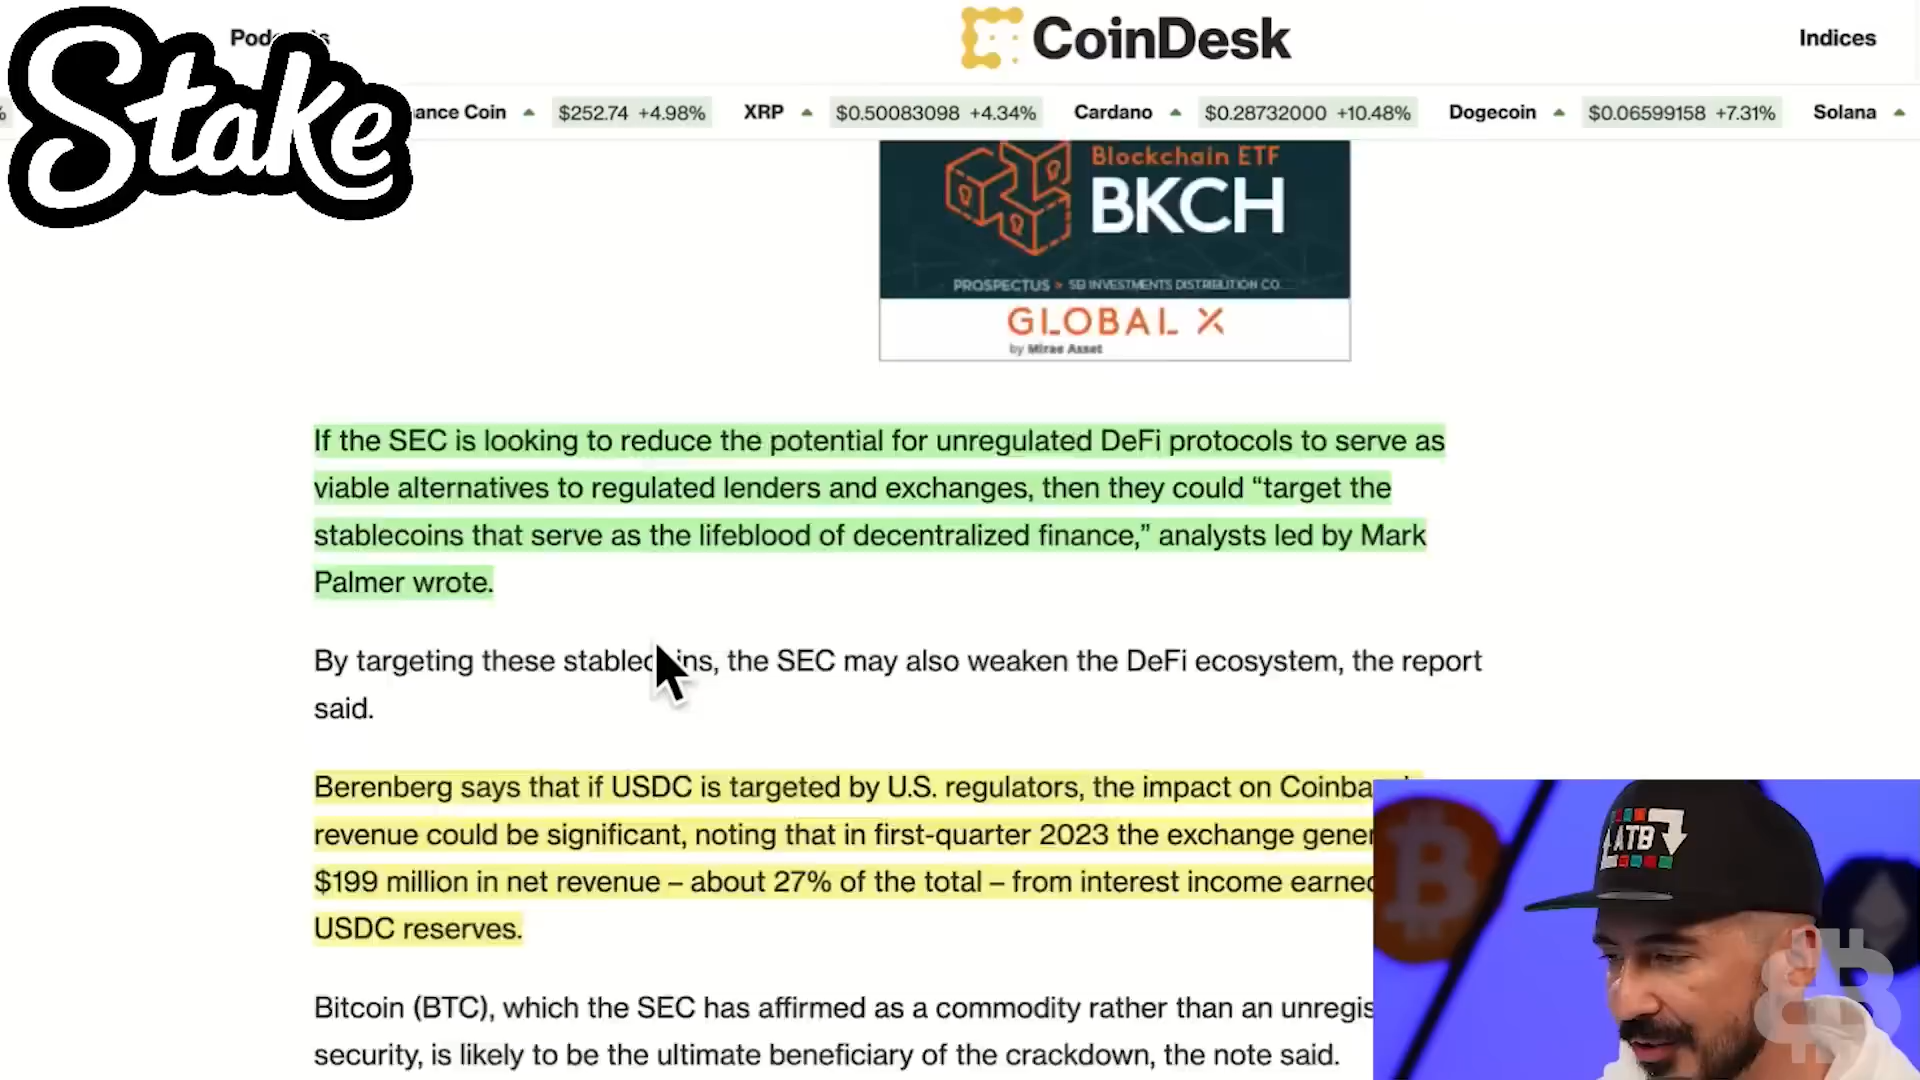 Stake
CoinDesk
Indices
ance Coin $252.74 +4.98% XRP $0.50083098 +4.34% Cardano $0.28732000 +10.48% Dogecoin $0.06599158 +7.31% Solana
Blockchain ETF
BKCH
PROSPECTUS > SEI INVESTMENTS DISTRIBUTION CO.
GLOBAL X
by Mirae Asset
If the SEC is looking to reduce the potential for unregulated DeFi protocols to serve as
viable alternatives to regulated lenders and exchanges, then they could “target the
stablecoins that serve as the lifeblood of decentralized finance,” analysts led by Mark
Palmer wrote.
By targeting these stablec ins, the SEC may also weaken the DeFi ecosystem, the report
said.
Berenberg says that if USDC is targeted by U.S. regulators, the impact on Coinba
revenue could be significant, noting that in first-quarter 2023 the exchange gener
$199 million in net revenue – about 27% of the total – from interest income earned
USDC reserves.
Bitcoin (BTC), which the SEC has affirmed as a commodity rather than an unregis
security, is likely to be the ultimate beneficiary of the crackdown, the note said.
ATB